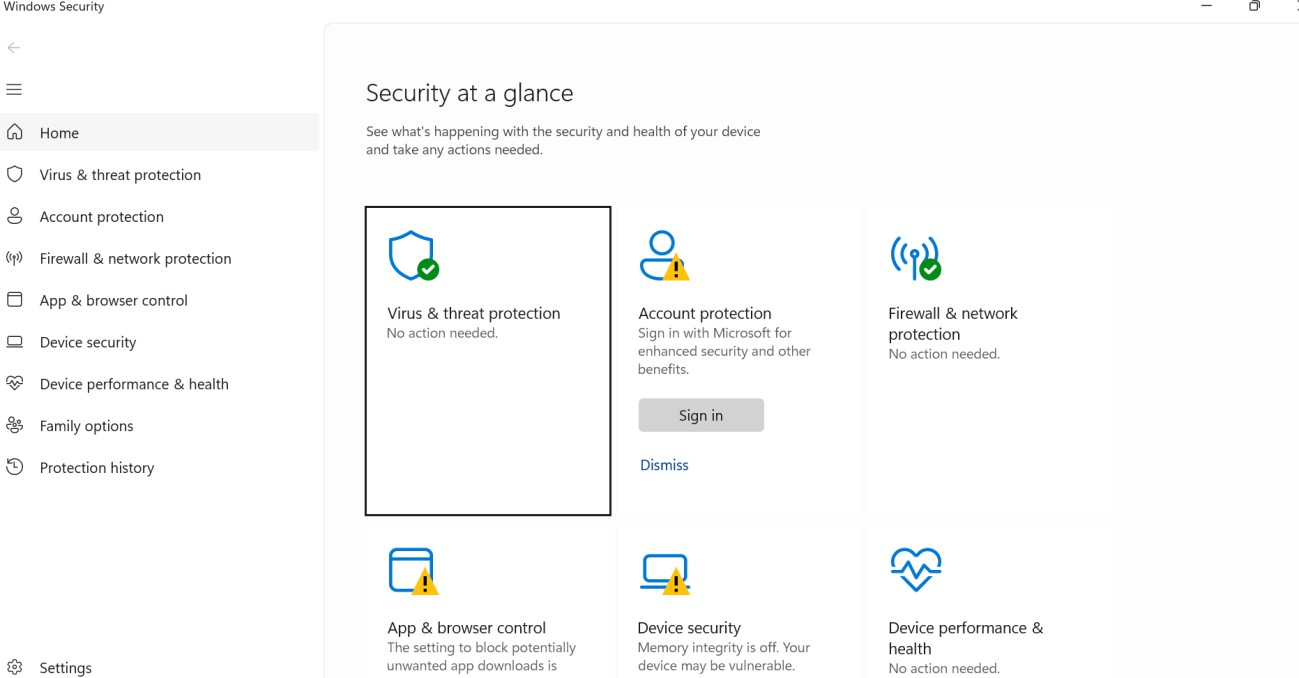 Windows Security
Home
Virus & threat protection
Account protection
Firewall & network protection
App & browser control
Device security
Device performance & health
Family options
Protection history
Settings
Security at a glance
See what's happening with the security and health of your device
and take any actions needed.
Virus & threat protection
No action needed.
Account protection
Sign in with Microsoft for
enhanced security and other
benefits.
Sign in
Dismiss
Firewall & network
protection
No action needed.
App & browser control
The setting to block potentially
unwanted app downloads is
Device security
Memory integrity is off. Your
device may be vulnerable.
Device performance &
health
No action needed.